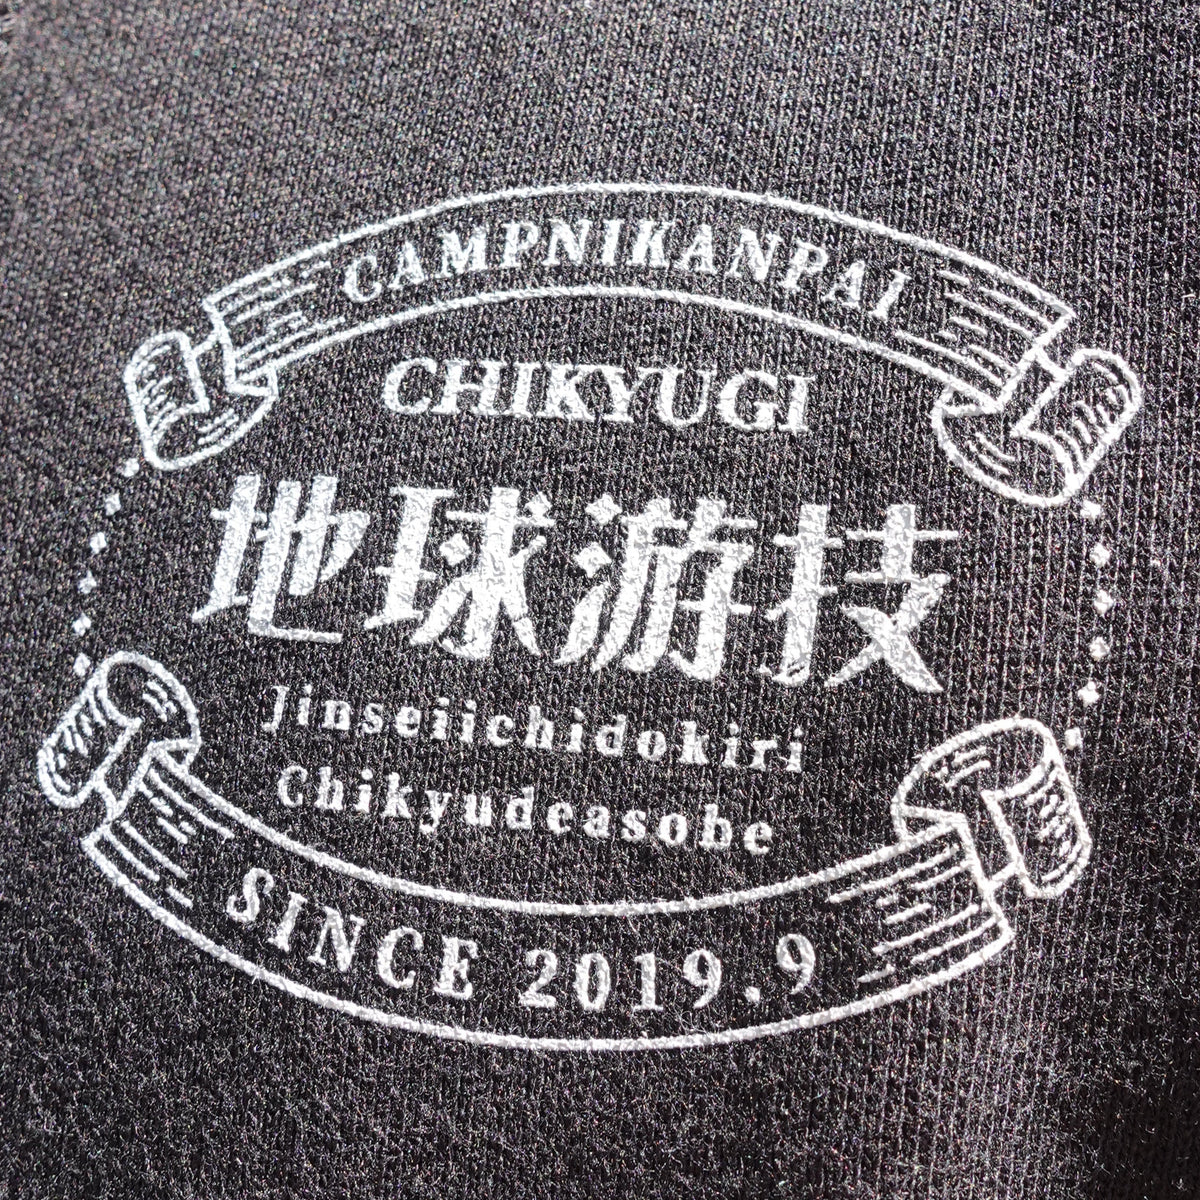 CAMPNIKANPAI
CHIKYUGI
地球游技
Jinseiichidokiri
Chikyudeasobe
SINCE 2019.9